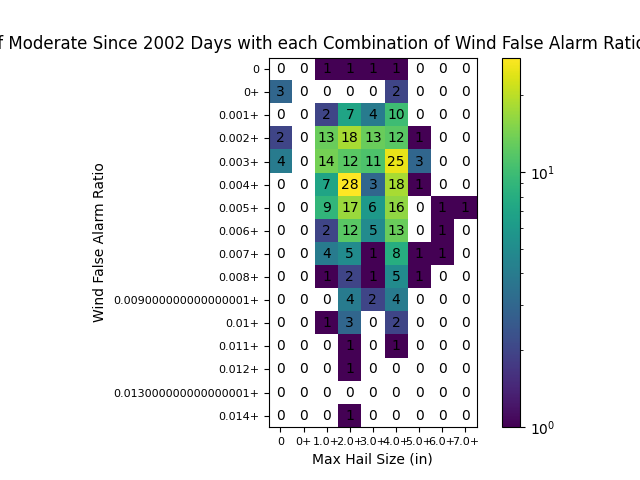 f Moderate Since 2002 Days with each Combination of Wind False Alarm Ratio
0 0 0 1 1 1 1 0 0 0
0+ 3 0 0 0 0 2 0 0 0
0.001+ 0 0 2 7 4 10 0 0 0
0.002+ 2 0 13 18 13 12 1 0 0
0.003+ 4 0 14 12 11 25 3 0 0
0.004+ 0 0 7 28 3 18 1 0 0
0.005+ 0 0 9 17 6 16 0 1 1
0.006+ 0 0 2 12 5 13 0 1 0
0.007+ 0 0 4 5 1 8 1 1 0
0.008+ 0 0 1 2 1 5 1 0 0
0.009000000000000001+ 0 0 0 4 2 4 0 0 0
0.01+ 0 0 1 3 0 2 0 0 0
0.011+ 0 0 0 1 0 1 0 0 0
0.012+ 0 0 0 1 0 0 0 0 0
0.013000000000000001+ 0 0 0 0 0 0 0 0 0
0.014+ 0 0 0 1 0 0 0 0 0
0 0+ 1.0+ 2.0+ 3.0+ 4.0+ 5.0+ 6.0+ 7.0+
Max Hail Size (in)
Wind False Alarm Ratio
10¹
10⁰